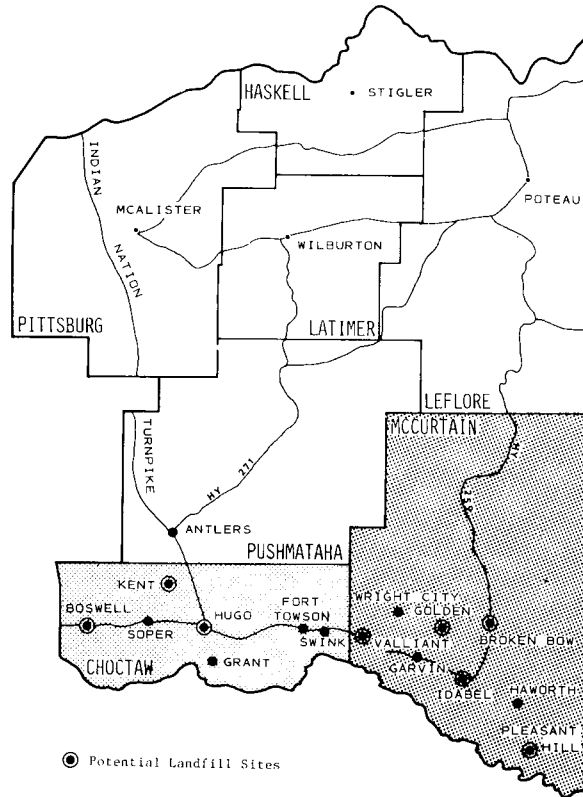 HASKELL
STIGLER
INDIAN
NATION
MCALISTER
POTEAU
WILBURTON
PITTSBURG
LATIMER
LEFLORE
MCCURTAIN
TURNPIKE
HY 271
HY 259
ANTLERS
PUSHMATAHA
KENT
BOSWELL
SOPER
HUGO
FORT
TOWSON
SWINK
WRIGHT CITY
GOLDEN
VALLIANT
BROKEN BOW
GARVIN
CHOCTAW
GRANT
IDABEL
HAWORTH
PLEASANT
HILL
Potential Landfill Sites